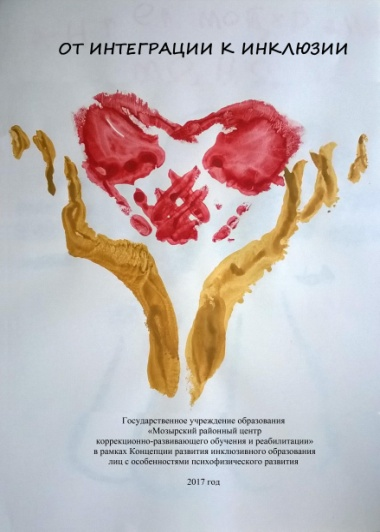 ОТ ИНТЕГРАЦИИ К ИНКЛЮЗИИ
Государственное учреждение образования
«Мозырский районный центр
коррекционно-развивающего обучения и реабилитации»
в рамках Концепции развития инклюзивного образования
лиц с особенностями психофизического развития
2017 год